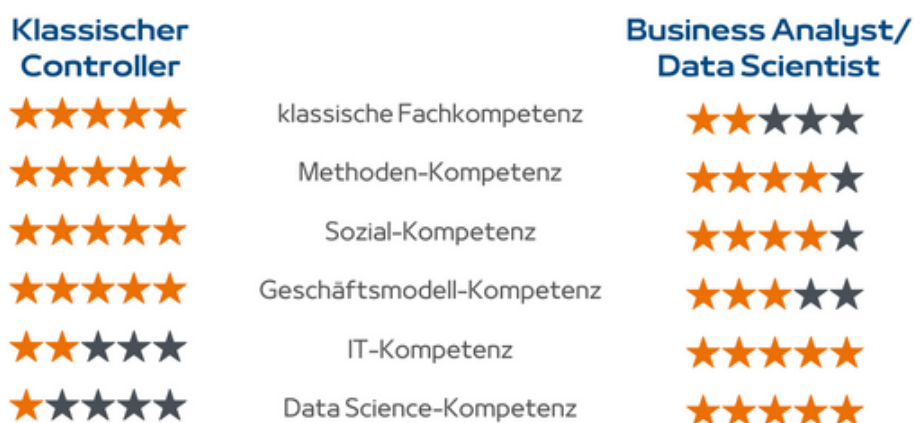 Klassischer
Controller
Business Analyst/
Data Scientist
klassische Fachkompetenz
Methoden-Kompetenz
Sozial-Kompetenz
Geschäftsmodell-Kompetenz
IT-Kompetenz
Data Science-Kompetenz